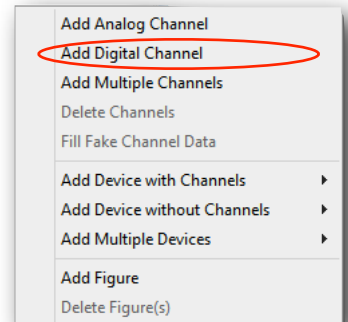 Add Analog Channel
Add Digital Channel
Add Multiple Channels
Delete Channels
Fill Fake Channel Data
Add Device with Channels
Add Device without Channels
Add Multiple Devices
Add Figure
Delete Figure(s)